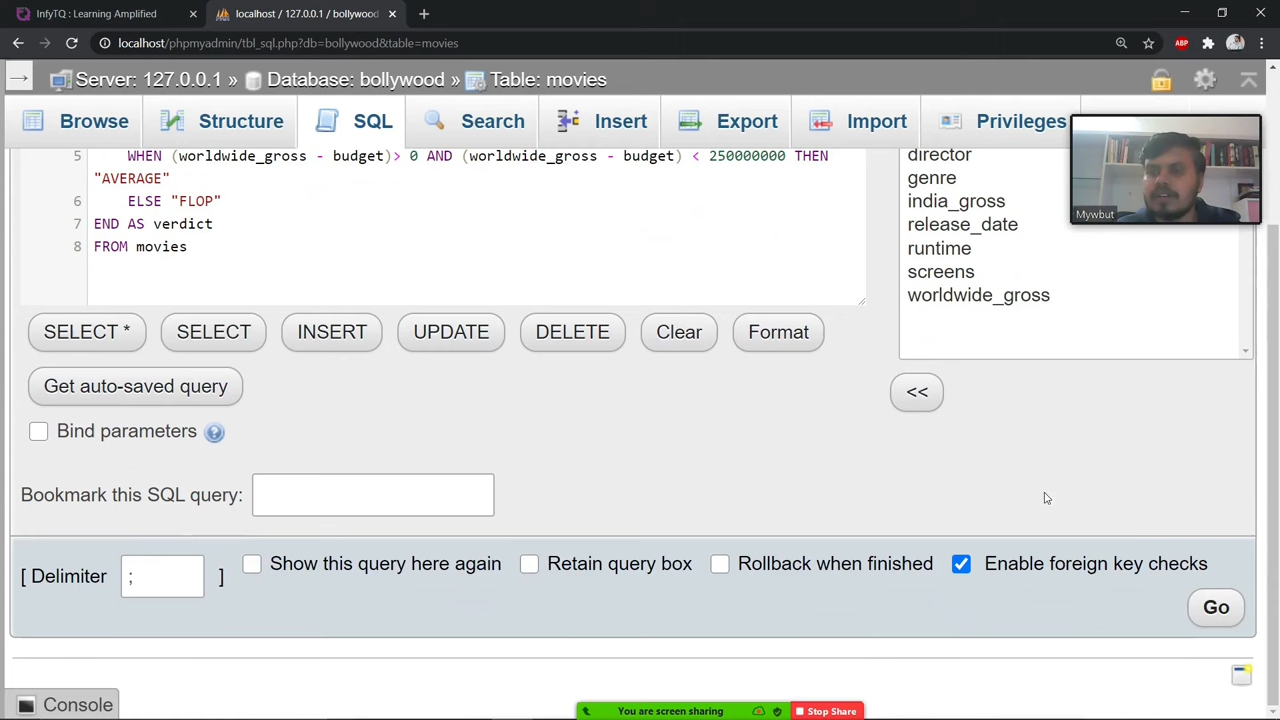 InfyTQ : Learning Amplified
localhost / 127.0.0.1 / bollywood
localhost/phpmyadmin/tbl_sql.php?db=bollywood&table=movies
ABP
Server: 127.0.0.1 » Database: bollywood » Table: movies
Browse Structure SQL Search Insert Export Import Privileges
5 WHEN (worldwide_gross - budget)> 0 AND (worldwide_gross - budget) < 250000000 THEN
"AVERAGE"
6 ELSE "FLOP"
7 END AS verdict
8 FROM movies
director
genre
india_gross
release_date
runtime
screens
worldwide_gross
Mywbut
SELECT * SELECT INSERT UPDATE DELETE Clear Format
Get auto-saved query
<<
Bind parameters
Bookmark this SQL query:
[ Delimiter ; ] Show this query here again Retain query box Rollback when finished Enable foreign key checks
Go
Console
You are screen sharing Stop Share